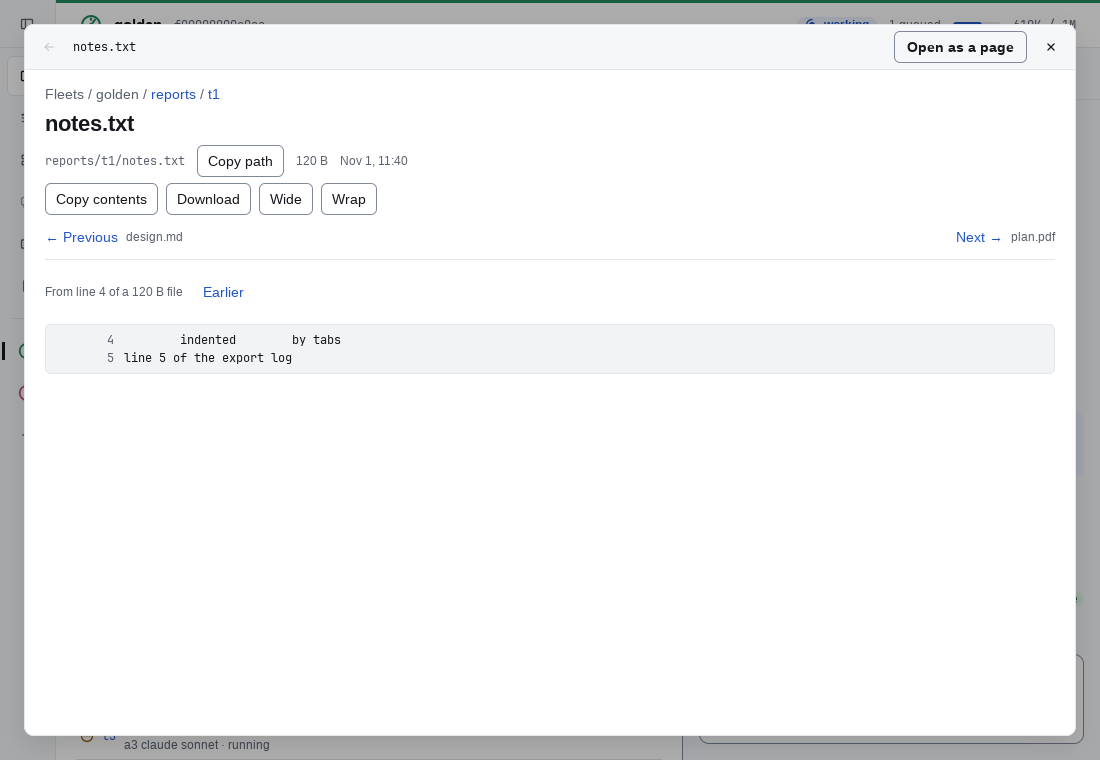 ← notes.txt Open as a page ×
Fleets / golden / reports / t1
notes.txt
reports/t1/notes.txt Copy path 120 B Nov 1, 11:40
Copy contents Download Wide Wrap
← Previous design.md Next → plan.pdf
From line 4 of a 120 B file Earlier
4 indented by tabs
5 line 5 of the export log
a3 claude sonnet · running